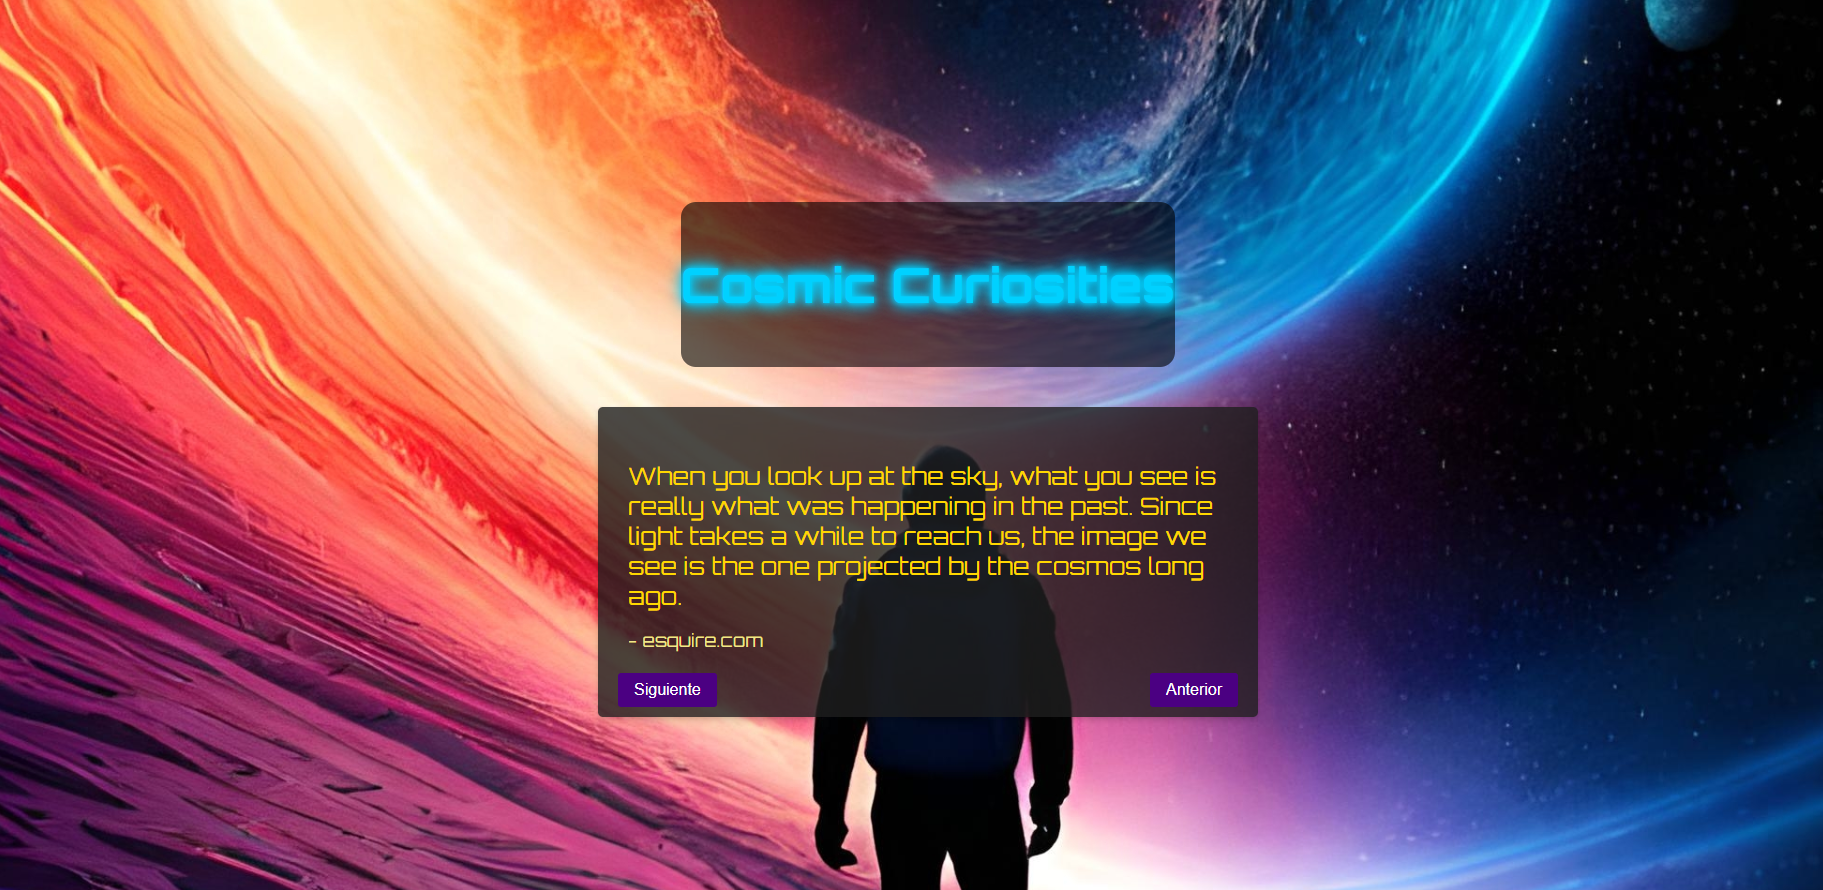 Cosmic Curiosities
When you look up at the sky, what you see is
really what was happening in the past. Since
light takes a while to reach us, the image we
see is the one projected by the cosmos long
ago.
- esquire.com
Siguiente
Anterior